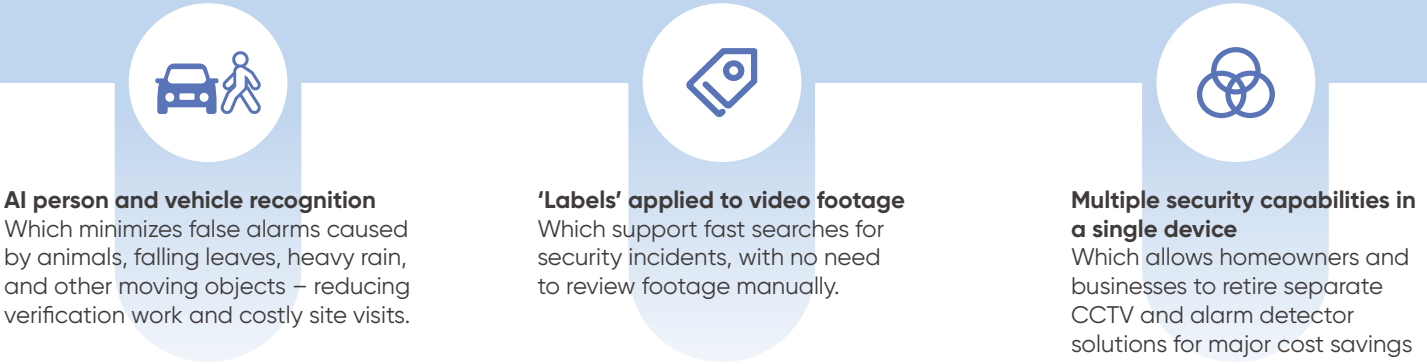 AI person and vehicle recognition
Which minimizes false alarms caused
by animals, falling leaves, heavy rain,
and other moving objects – reducing
verification work and costly site visits.
‘Labels’ applied to video footage
Which support fast searches for
security incidents, with no need
to review footage manually.
Multiple security capabilities in
a single device
Which allows homeowners and
businesses to retire separate
CCTV and alarm detector
solutions for major cost savings